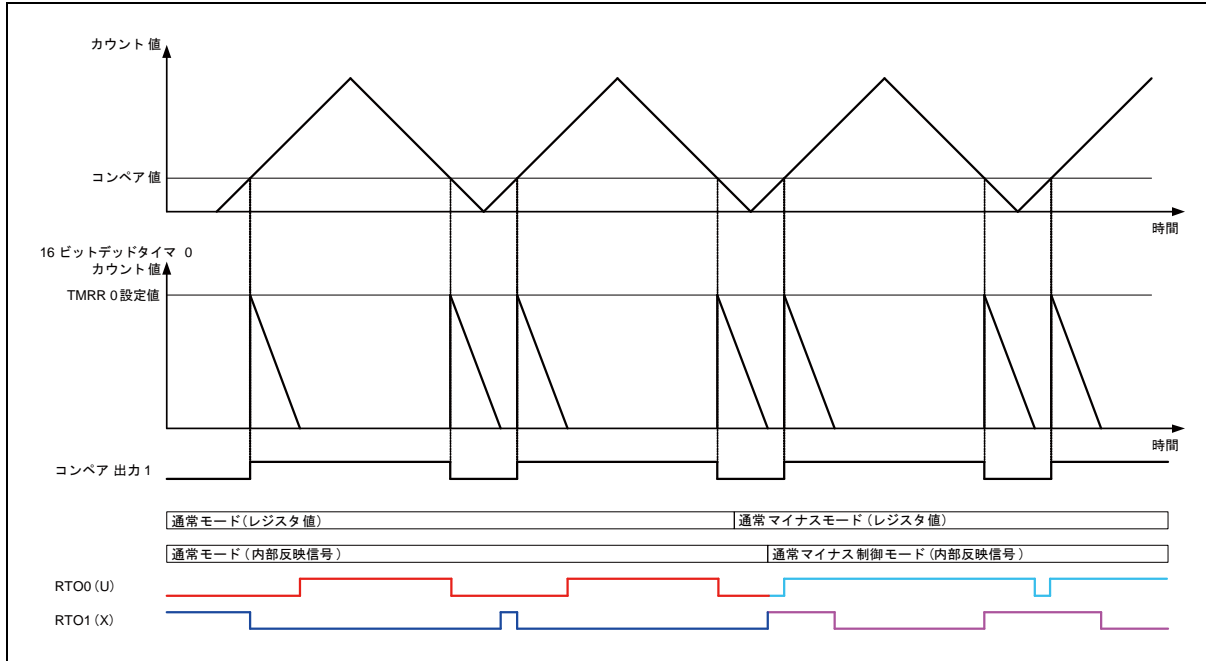 カウント値
コンペア値
時間
16 ビットデッドタイマ 0
カウント値
TMRR 0設定値
時間
コンペア 出力 1
通常モード(レジスタ値)
通常マイナスモード (レジスタ値)
通常モード (内部反映信号)
通常マイナス制御モード(内部反映信号)
RTO0 (U)
RTO1 (X)